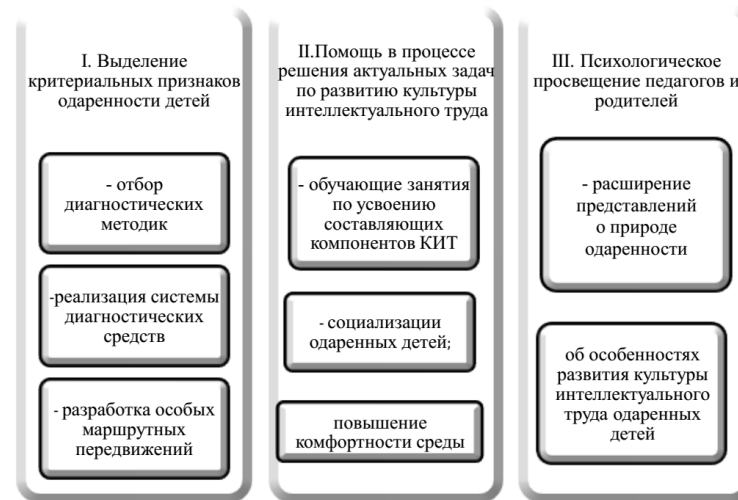 I. Выделение
критериальных признаков
одаренности детей
- отбор
диагностических
методик
-реализация системы
диагностических
средств
- разработка особых
маршрутных
передвижений
II.Помощь в процессе
решения актуальных задач
по развитию культуры
интеллектуального труда
- обучающие занятия
по усвоению
составляющих
компонентов КИТ
- социализации
одаренных детей;
повышение
комфортности среды
III. Психологическое
просвещение педагогов и
родителей
- расширение
представлений
о природе
одаренности
об особенностях
развития культуры
интеллектуального
труда одаренных
детей